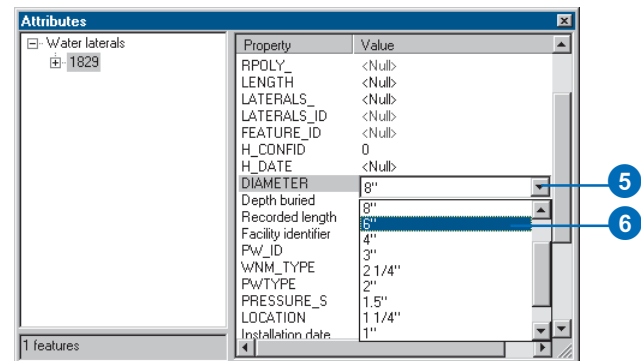 Attributes
Water laterals
1829
Property Value
RPOLY_ <Null>
LENGTH <Null>
LATERALS_ <Null>
LATERALS_ID <Null>
FEATURE_ID <Null>
H_CONFID 0
H_DATE <Null>
DIAMETER 8" 5
Depth buried 8"
Recorded length 6" 6
Facility identifier 4"
PW_ID 3"
WNM_TYPE 2 1/4"
PWTYPE 2"
PRESSURE_S 1.5"
LOCATION 1 1/4"
Installation date 1"
1 features